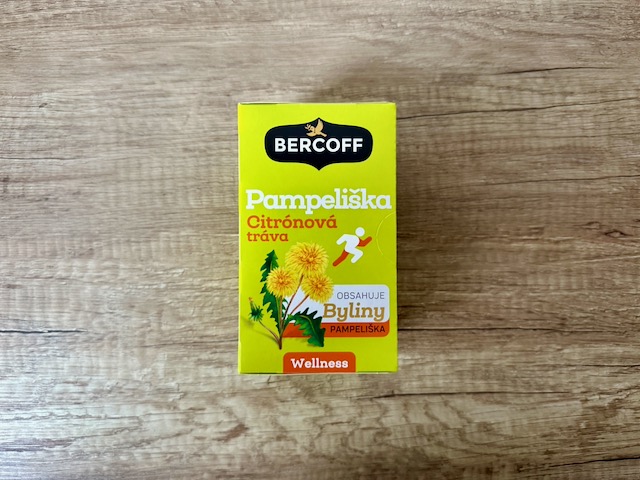 BERCOFF
Pampeliška
Citrónová
tráva
OBSAHUJE
Byliny
PAMPELIŠKA
Wellness